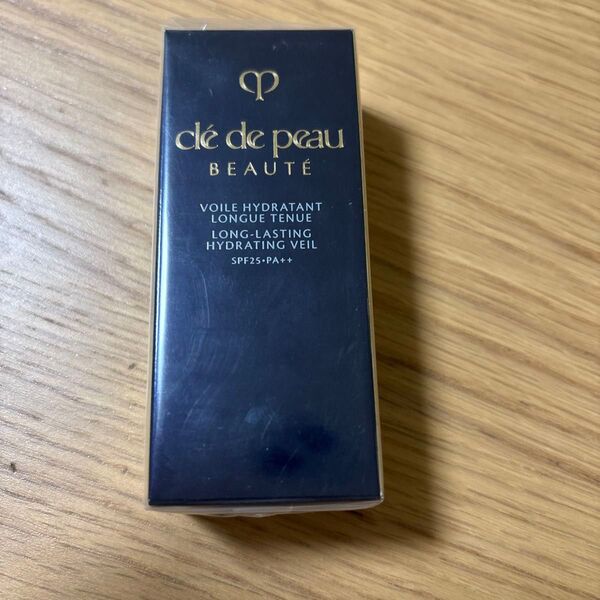 clé de peau
BEAUTÉ
VOILE HYDRATANT
LONGUE TENUE
LONG-LASTING
HYDRATING VEIL
SPF25•PA++